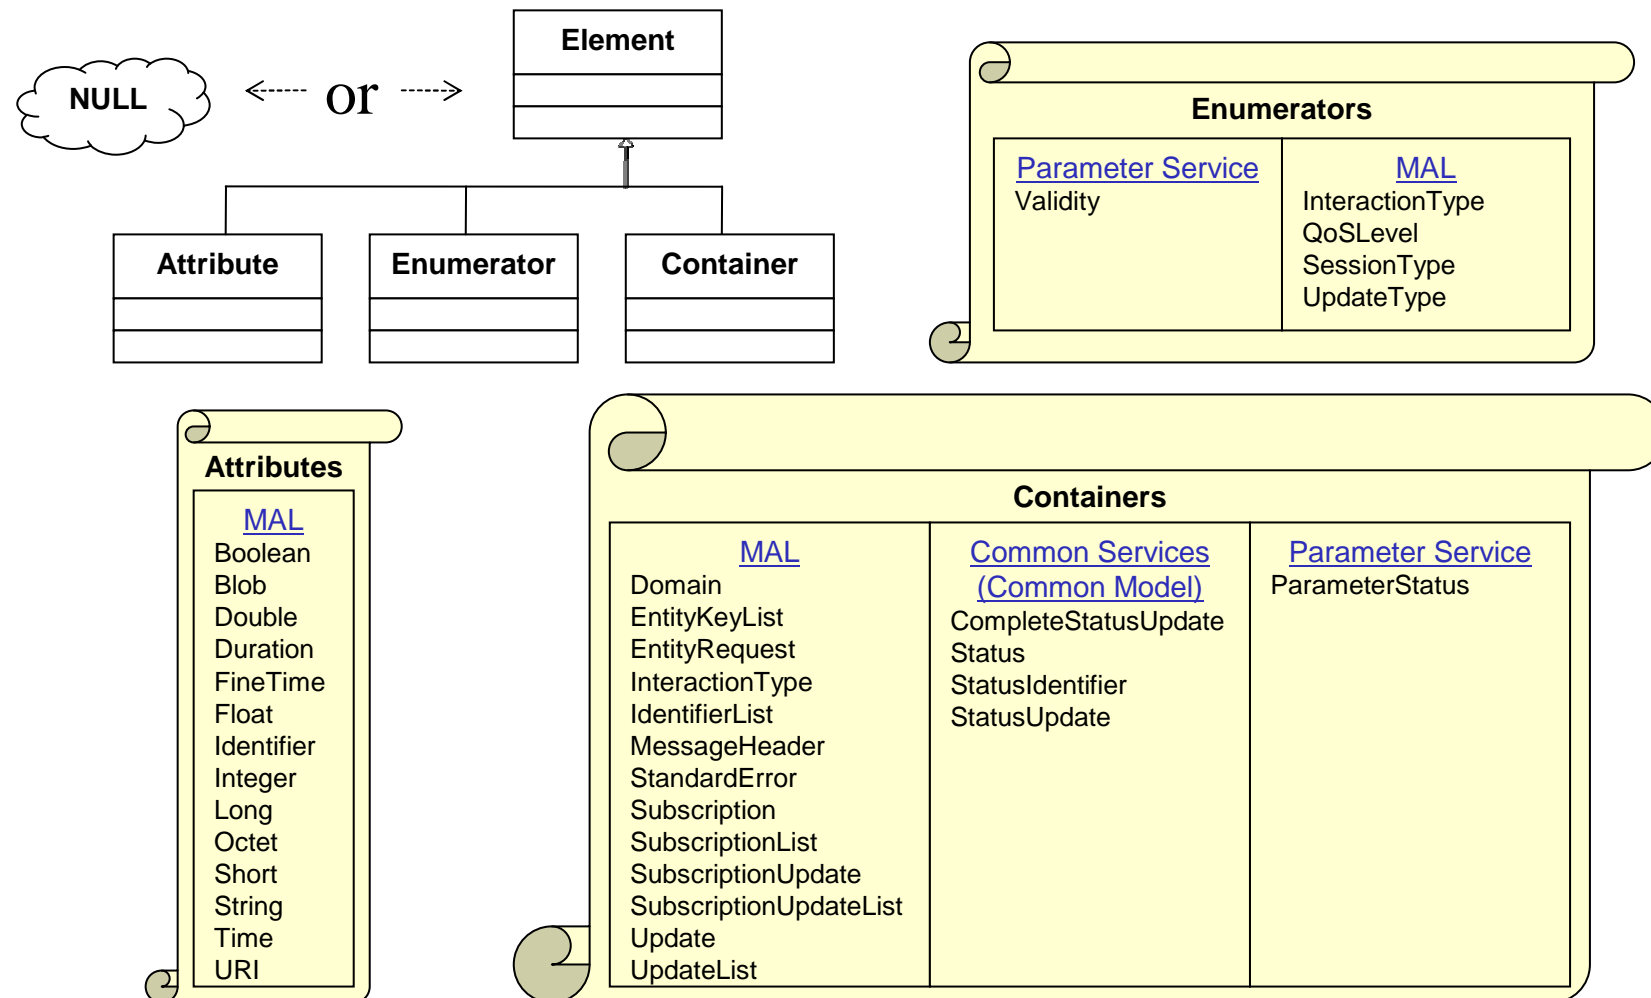 Element
NULL
or
Attribute
Enumerator
Container
Enumerators
Parameter Service
Validity
MAL
InteractionType
QoSLevel
SessionType
UpdateType
Attributes
MAL
Boolean
Blob
Double
Duration
FineTime
Float
Identifier
Integer
Long
Octet
Short
String
Time
URI
Containers
MAL
Domain
EntityKeyList
EntityRequest
InteractionType
IdentifierList
MessageHeader
StandardError
Subscription
SubscriptionList
SubscriptionUpdate
SubscriptionUpdateList
Update
UpdateList
Common Services
(Common Model)
CompleteStatusUpdate
Status
StatusIdentifier
StatusUpdate
Parameter Service
ParameterStatus